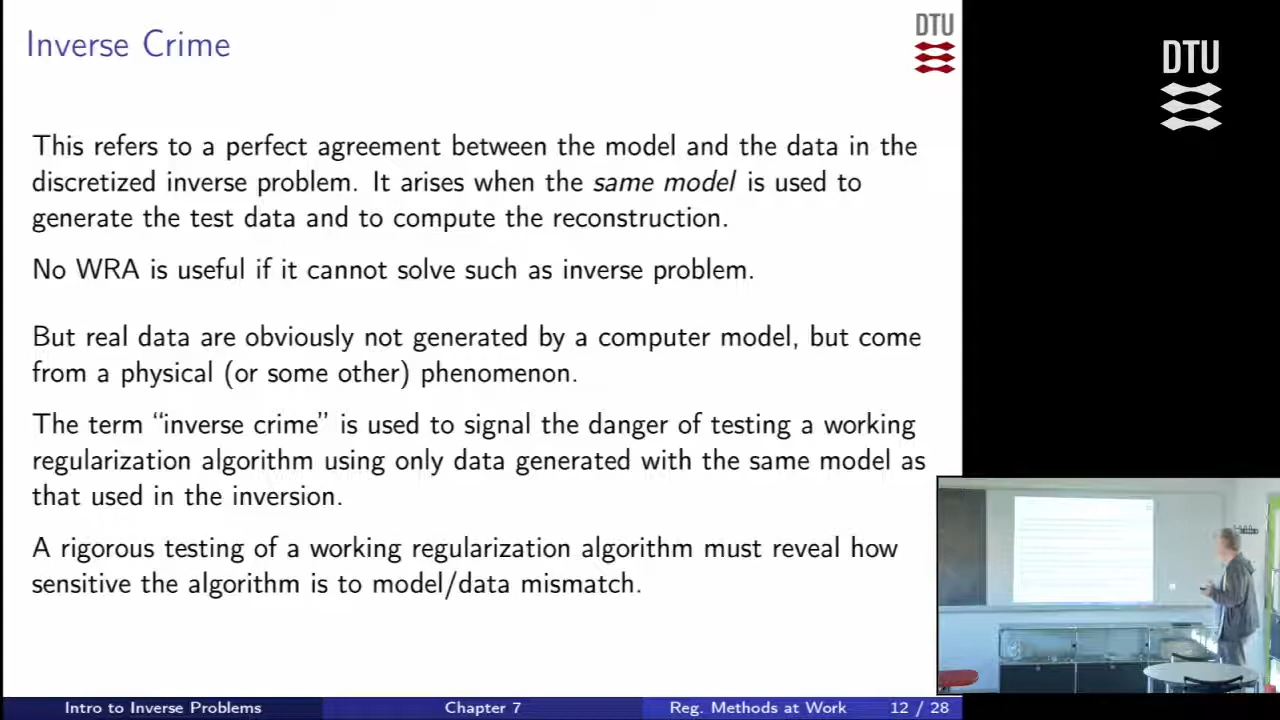 Inverse Crime
DTU
DTU
This refers to a perfect agreement between the model and the data in the
discretized inverse problem. It arises when the same model is used to
generate the test data and to compute the reconstruction.
No WRA is useful if it cannot solve such as inverse problem.
But real data are obviously not generated by a computer model, but come
from a physical (or some other) phenomenon.
The term “inverse crime” is used to signal the danger of testing a working
regularization algorithm using only data generated with the same model as
that used in the inversion.
A rigorous testing of a working regularization algorithm must reveal how
sensitive the algorithm is to model/data mismatch.
Intro to Inverse Problems Chapter 7 Reg. Methods at Work 12 / 28